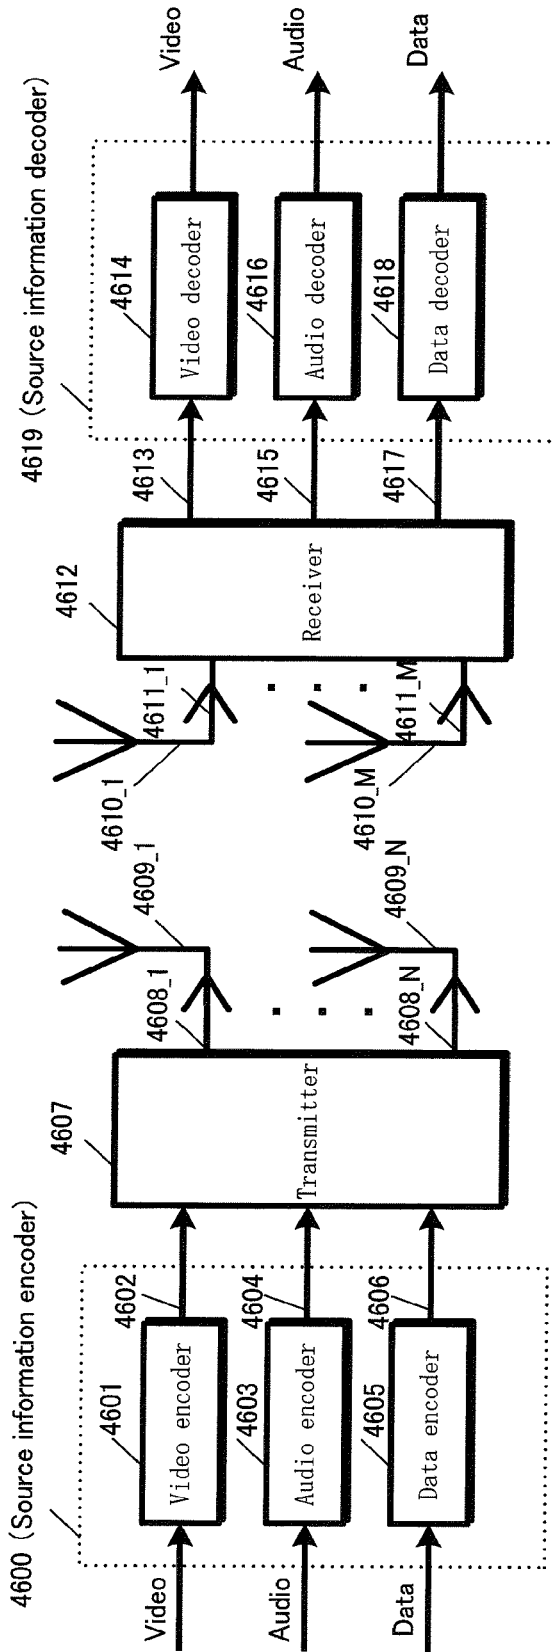 4600 (Source information encoder)
Video
4601
Video encoder
4602
Audio
4603
Audio encoder
4604
Data
4605
Data encoder
4606
4607
Transmitter
4608_1
4609_1
4608_N
4609_N
4610_1
4611_1
4610_M
4611_M
4612
Receiver
4619 (Source information decoder)
4613
4614
Video decoder
Video
4615
4616
Audio decoder
Audio
4617
4618
Data decoder
Data